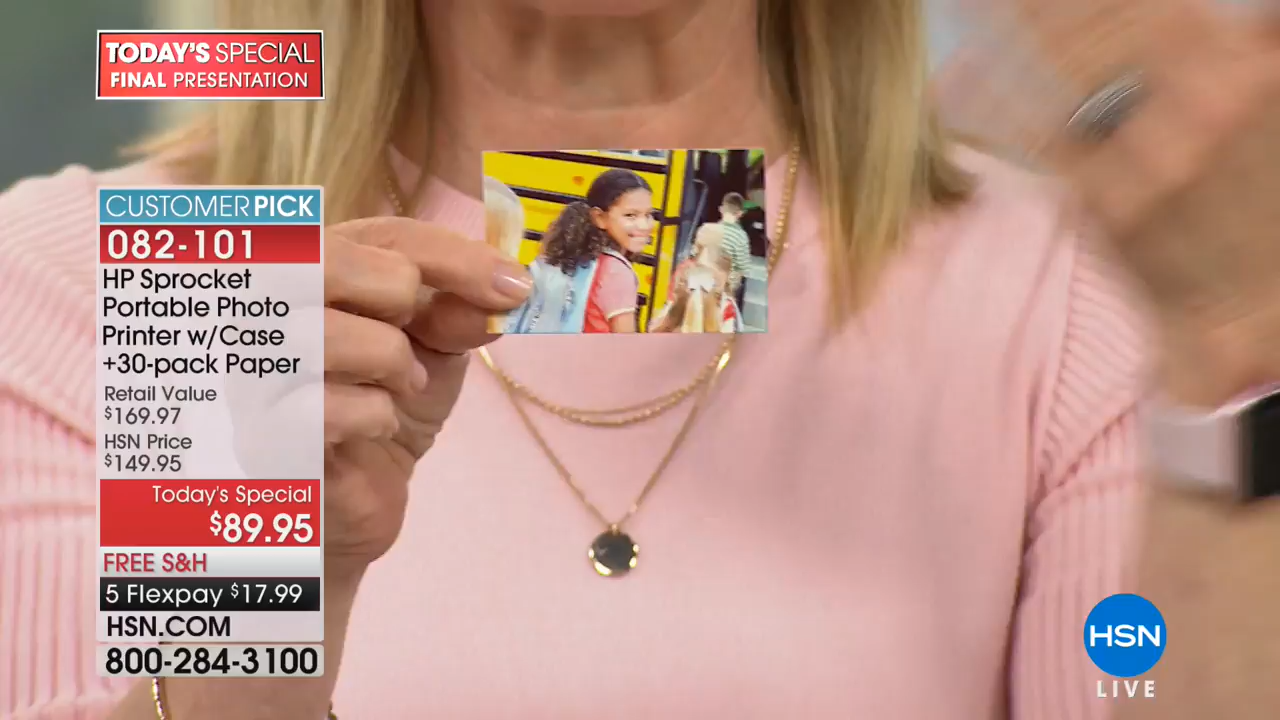 TODAY'S SPECIAL
FINAL PRESENTATION
CUSTOMER PICK
082-101
HP Sprocket
Portable Photo
Printer w/Case
+30-pack Paper
Retail Value
$169.97
HSN Price
$149.95
Today's Special
$89.95
FREE S&H
5 Flexpay $17.99
HSN.COM
800-284-3100
HSN
LIVE